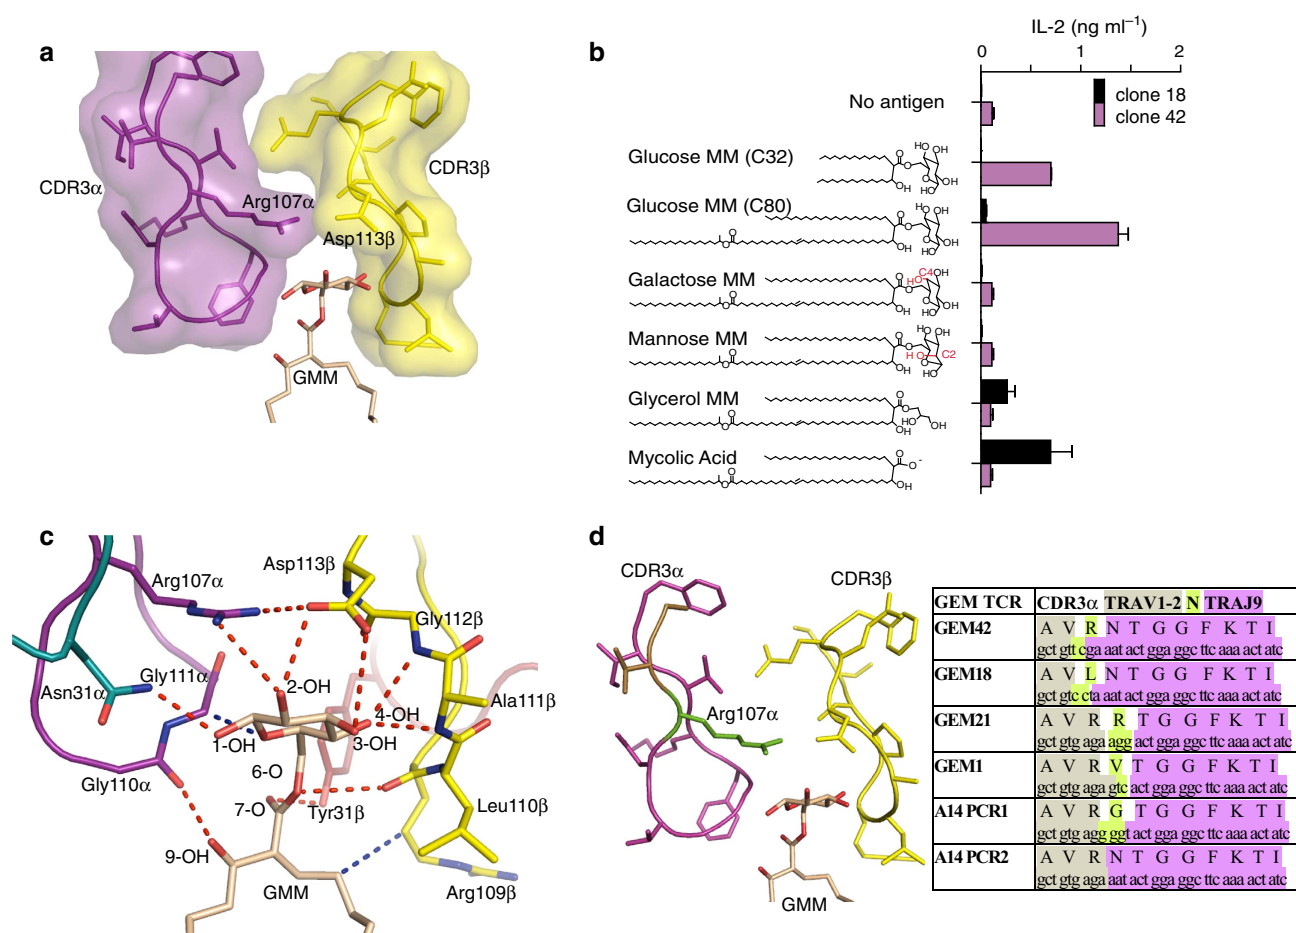 a
CDR3α
CDR3β
Arg107α
Asp113β
GMM
b
IL-2 (ng ml⁻¹)
0 1 2
clone 18
clone 42
No antigen
Glucose MM (C32)
Glucose MM (C80)
Galactose MM
Mannose MM
Glycerol MM
Mycolic Acid
C4
HO
C2
HO
c
Asp113β
Arg107α
Gly112β
Asn31α
Gly111α
2-OH
Ala111β
4-OH
1-OH
3-OH
6-O
Gly110α
7-O
Tyr31β
Leu110β
9-OH
GMM
Arg109β
d
CDR3α
CDR3β
Arg107α
GMM
GEM TCR CDR3α TRAV1-2 N TRAJ9
GEM42 A V R N T G G F K T I
gct gtt cga aat act gga ggc ttc aaa act atc
GEM18 A V L N T G G F K T I
gct gtc cta aat act gga ggc ttc aaa act atc
GEM21 A V R R T G G F K T I
gct gtg aga agg act gga ggc ttc aaa act atc
GEM1 A V R V T G G F K T I
gct gtg aga gtc act gga ggc ttc aaa act atc
A14 PCR1 A V R G T G G F K T I
gct gtg agg ggt act gga ggc ttc aaa act atc
A14 PCR2 A V R N T G G F K T I
gct gtg aga aat act gga ggc ttc aaa act atc